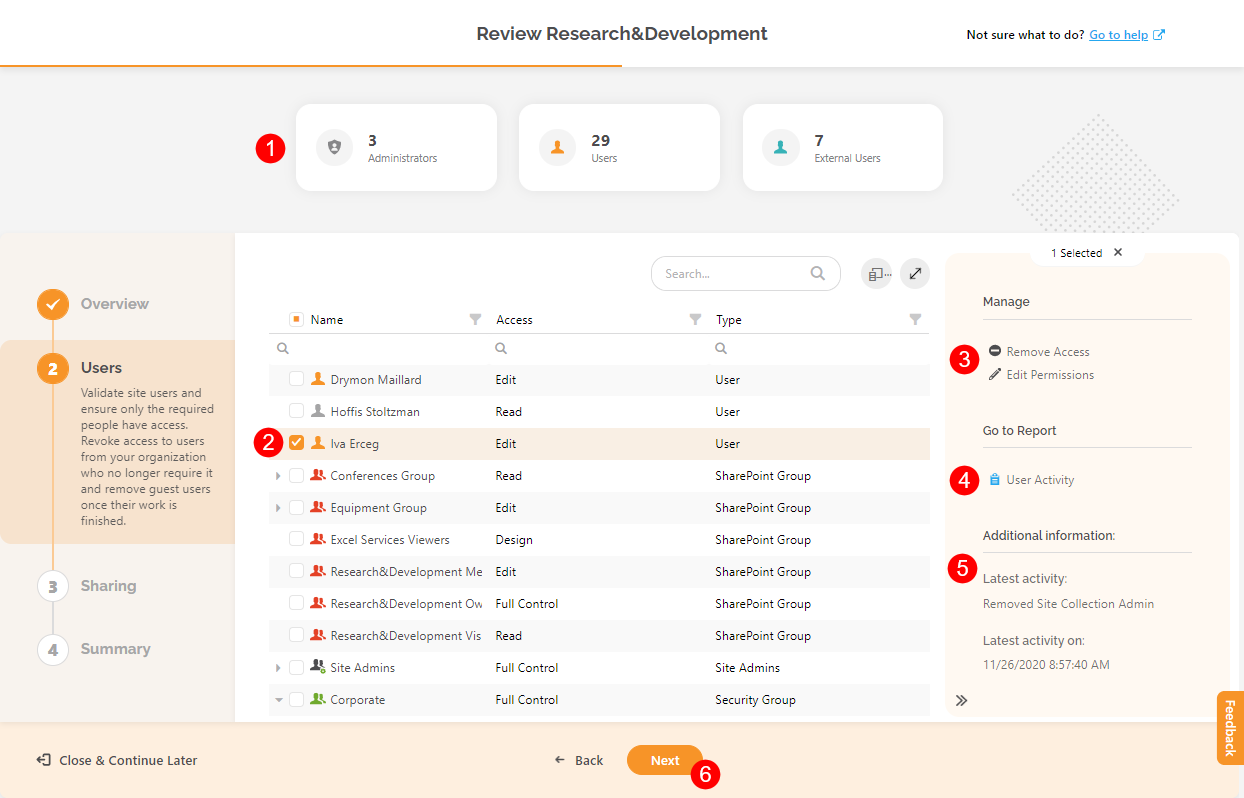 Review Research&Development
Not sure what to do? Go to help
1
3
Administrators
29
Users
7
External Users
Overview
2
Users
Validate site users and
ensure only the required
people have access.
Revoke access to users
from your organization
who no longer require it
and remove guest users
once their work is
finished.
3
Sharing
4
Summary
Search...
Name Access Type
Drymon Maillard Edit User
Hoffis Stoltzman Read User
2 Iva Erceg Edit User
Conferences Group Read SharePoint Group
Equipment Group Edit SharePoint Group
Excel Services Viewers Design SharePoint Group
Research&Development Me Edit SharePoint Group
Research&Development Ow Full Control SharePoint Group
Research&Development Vis Read SharePoint Group
Site Admins Full Control Site Admins
Corporate Full Control Security Group
1 Selected
Manage
3
Remove Access
Edit Permissions
Go to Report
4
User Activity
Additional information:
5
Latest activity:
Removed Site Collection Admin
Latest activity on:
11/26/2020 8:57:40 AM
Feedback
Close & Continue Later
Back
Next
6